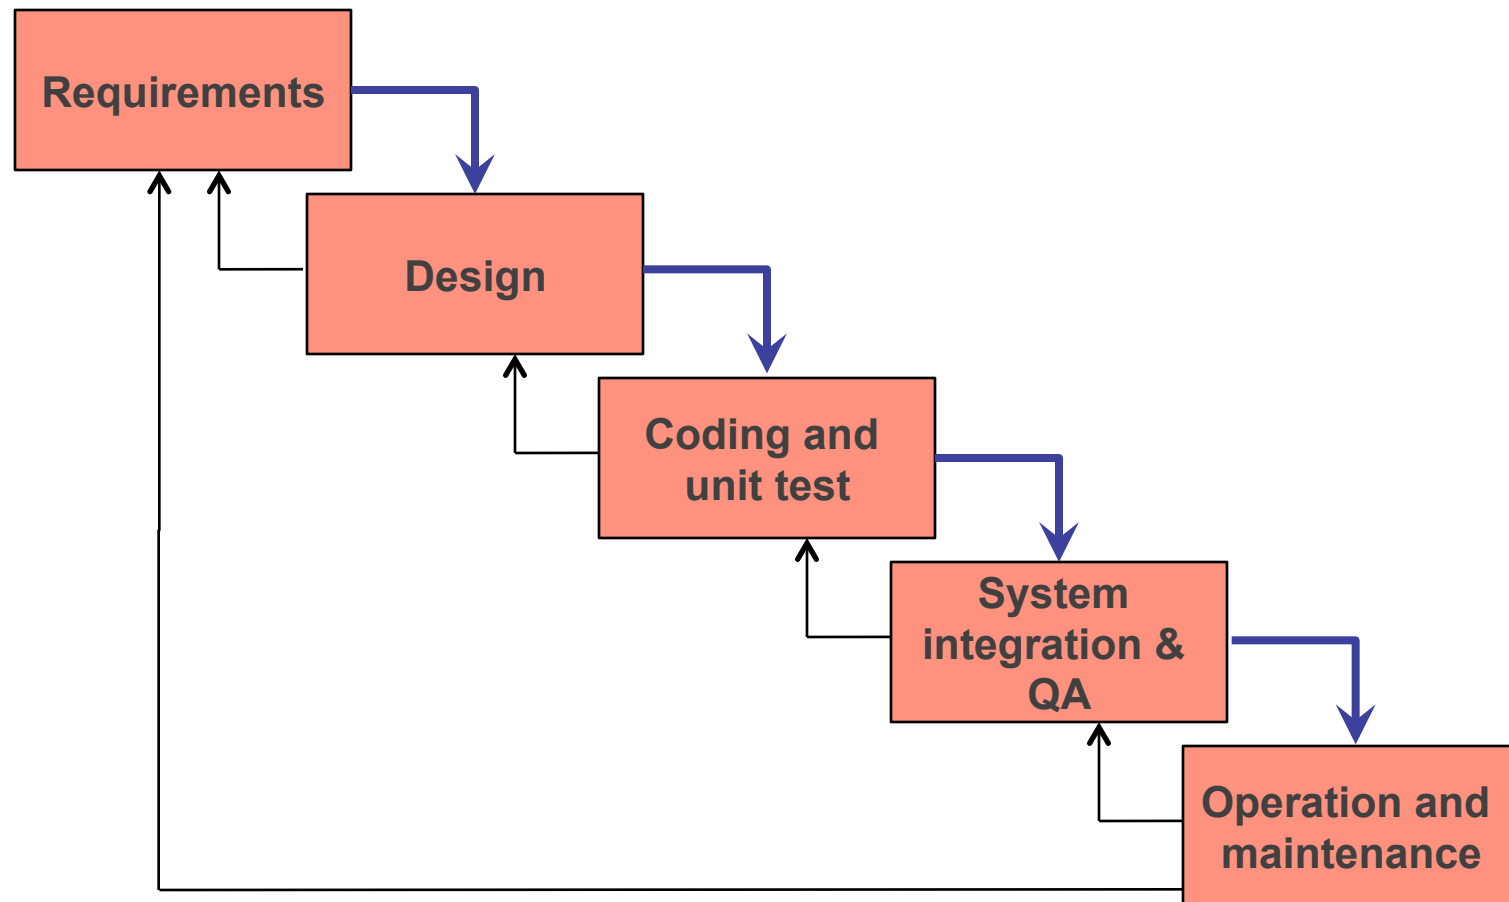 Requirements
Design
Coding and
unit test
System
integration &
QA
Operation and
maintenance